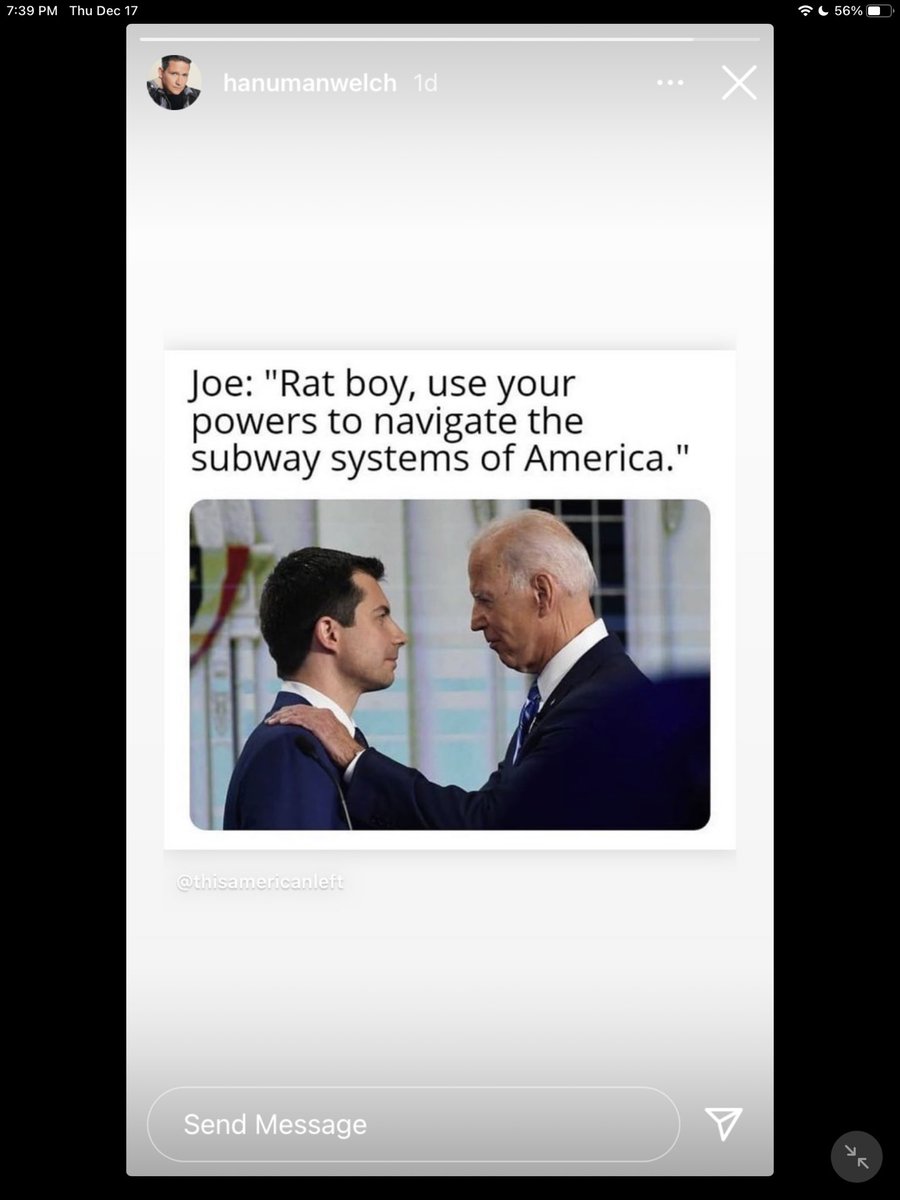 7:39 PM Thu Dec 17
56%
hanumanwelch 1d
Joe: "Rat boy, use your
powers to navigate the
subway systems of America."
@thisamericanleft
Send Message